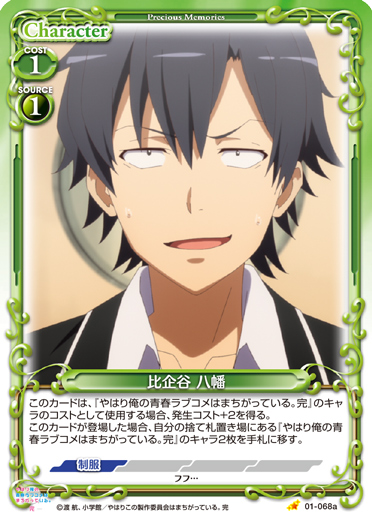 Precious Memories
Character
COST
1
SOURCE
1
比企谷 八幡
このカードは、『やはり俺の青春ラブコメはまちがっている。完』のキャ
ラのコストとして使用する場合、発生コスト+2を得る。
このカードが登場した場合、自分の捨て札置き場にある『やはり俺の青
春ラブコメはまちがっている。完』のキャラ2枚を手札に移す。
制服
フフ…
©渡 航、小学館／やはりこの製作委員会はまちがっている。完
01-068a